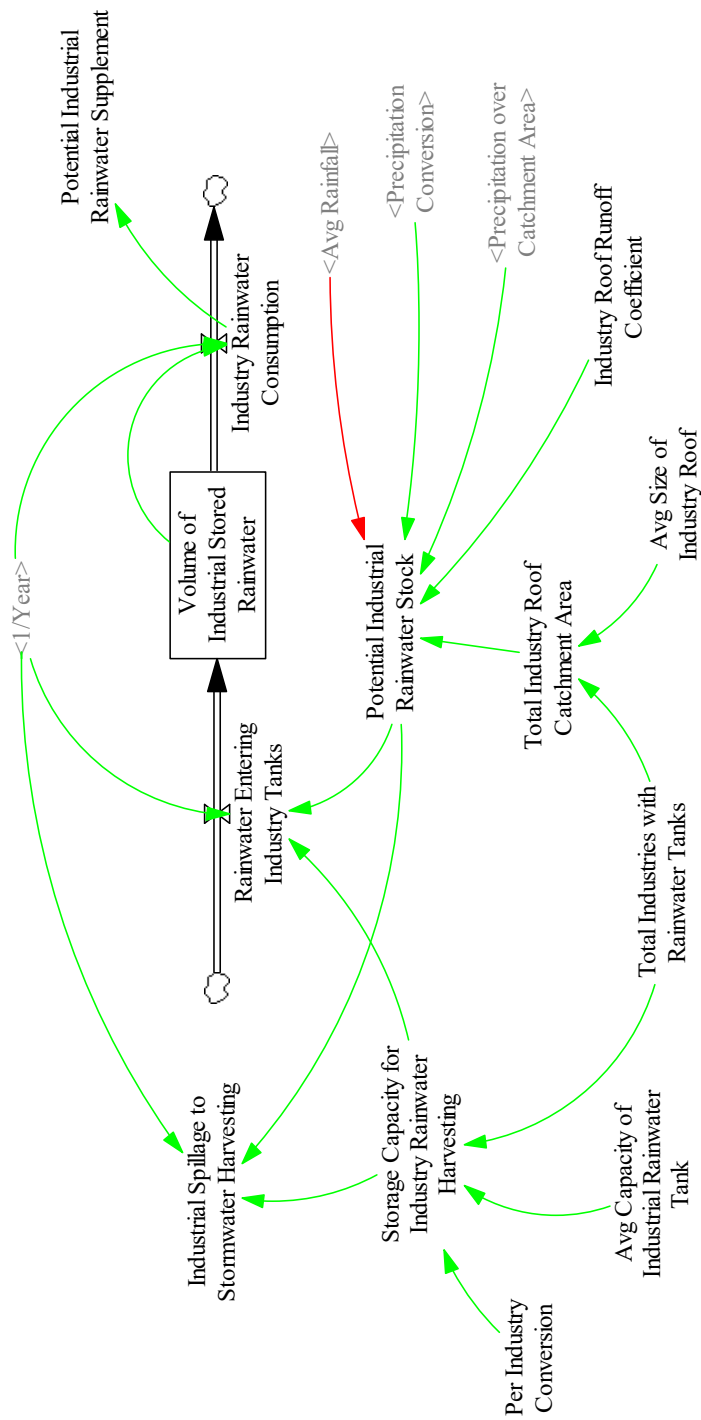 <1/Year>
Potential Industrial
Rainwater Supplement
Industrial Spillage to
Stormwater Harvesting
Rainwater Entering
Industry Tanks
Volume of
Industrial Stored
Rainwater
Industry Rainwater
Consumption
<Avg Rainfall>
<Precipitation
Conversion>
<Precipitation over
Catchment Area>
Potential Industrial
Rainwater Stock
Storage Capacity for
Industry Rainwater
Harvesting
Total Industry Roof
Catchment Area
Industry Roof Runoff
Coefficient
Per Industry
Conversion
Avg Capacity of
Industrial Rainwater
Tank
Total Industries with
Rainwater Tanks
Avg Size of
Industry Roof